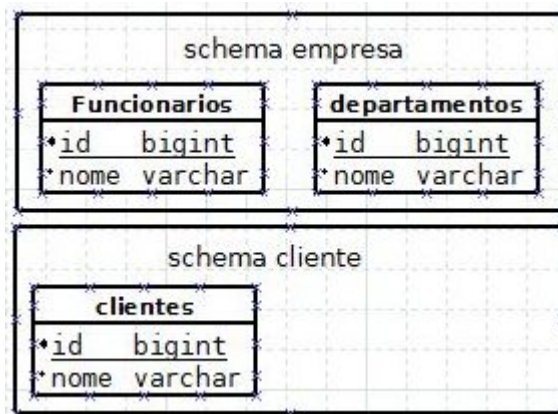 schema empresa
Funcionarios
id bigint
nome varchar
departamentos
id bigint
nome varchar
schema cliente
clientes
id bigint
nome varchar